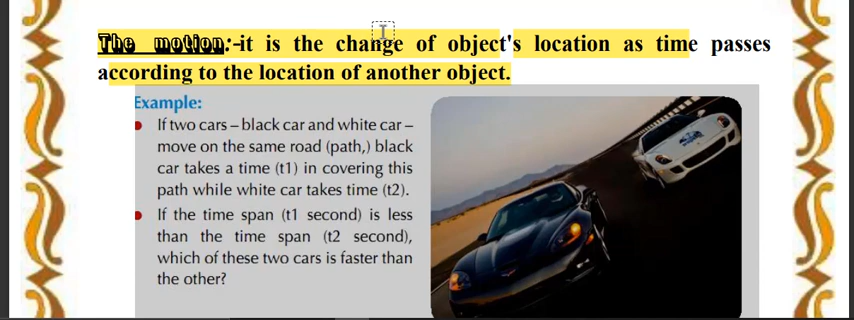 The motion:-it is the change of object's location as time passes
according to the location of another object.
Example:
If two cars – black car and white car –
move on the same road (path,) black
car takes a time (t1) in covering this
path while white car takes time (t2).
If the time span (t1 second) is less
than the time span (t2 second),
which of these two cars is faster than
the other?